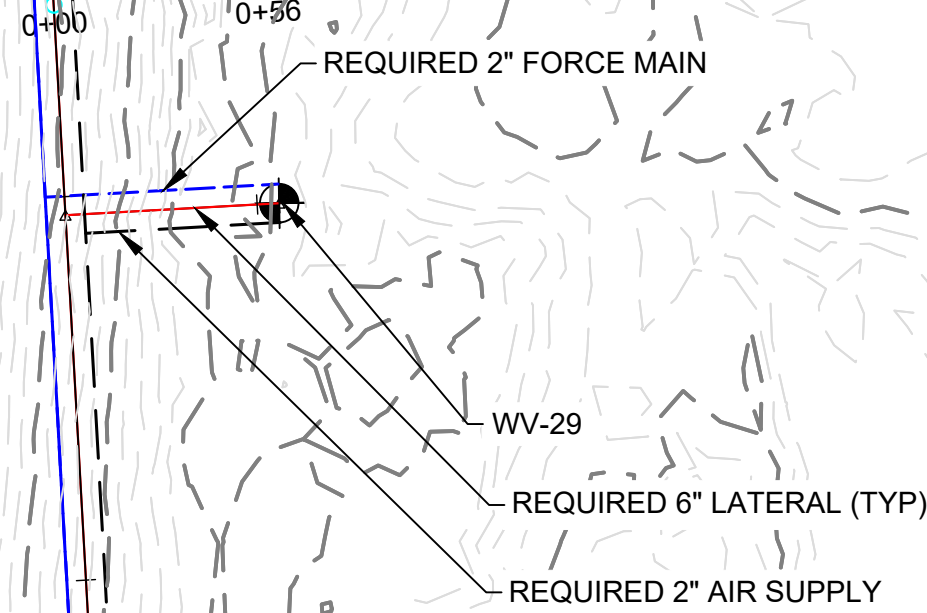 0+00
0+56
REQUIRED 2" FORCE MAIN
WV-29
REQUIRED 6" LATERAL (TYP)
REQUIRED 2" AIR SUPPLY